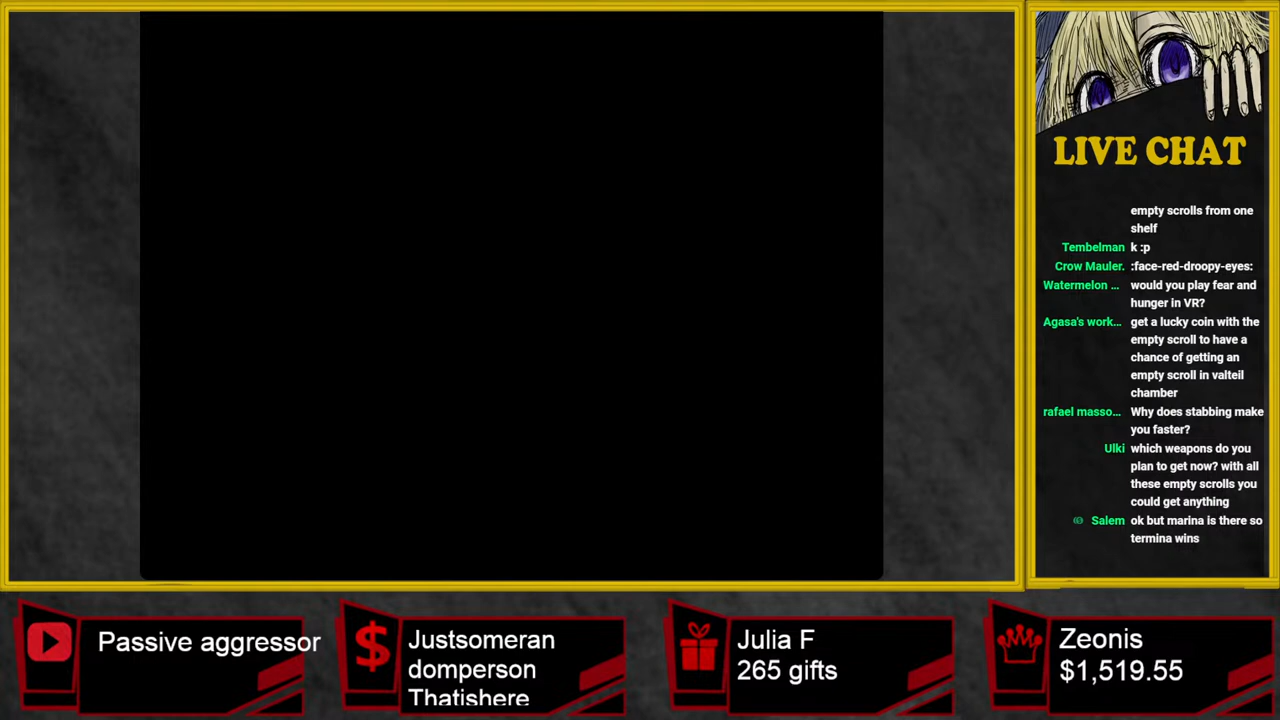 LIVE CHAT
empty scrolls from one
shelf
Tembelman k :p
Crow Mauler. :face-red-droopy-eyes:
Watermelon ... would you play fear and
hunger in VR?
Agasa's work... get a lucky coin with the
empty scroll to have a
chance of getting an
empty scroll in valteil
chamber
rafael masso... Why does stabbing make
you faster?
Ulki which weapons do you
plan to get now? with all
these empty scrolls you
could get anything
Salem ok but marina is there so
termina wins
Passive aggressor
Justsomeran
domperson
Thatishere
Julia F
265 gifts
Zeonis
$1,519.55